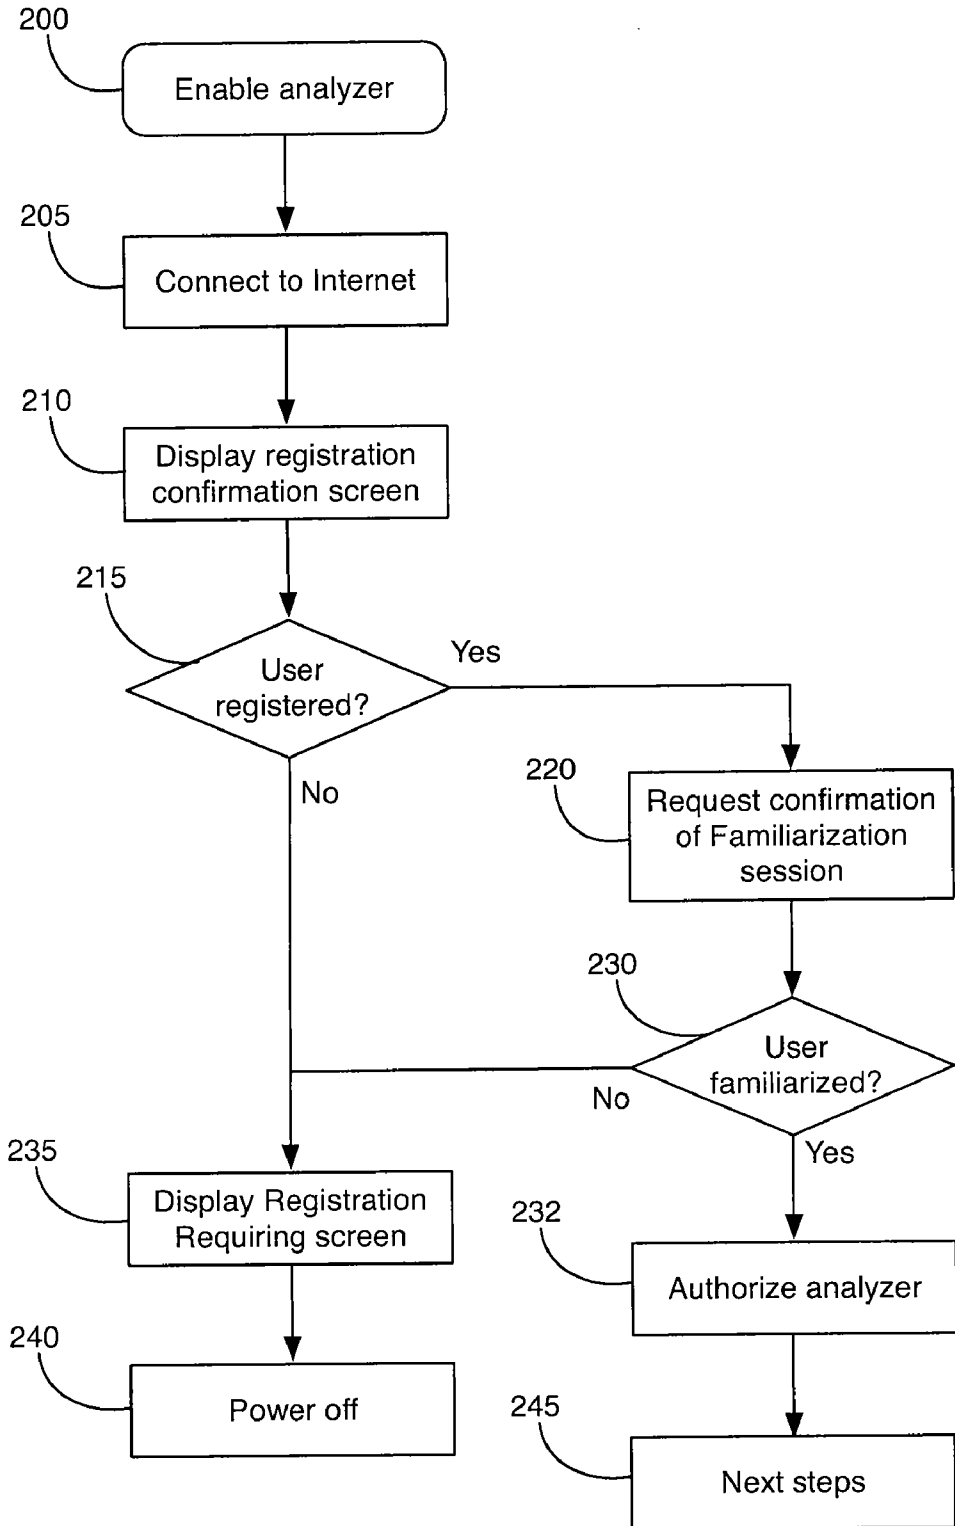 200
Enable analyzer
205
Connect to Internet
210
Display registration
confirmation screen
215
User
registered?
Yes
No
220
Request confirmation
of Familiarization
session
230
User
familiarized?
No
Yes
235
Display Registration
Requiring screen
232
Authorize analyzer
240
Power off
245
Next steps